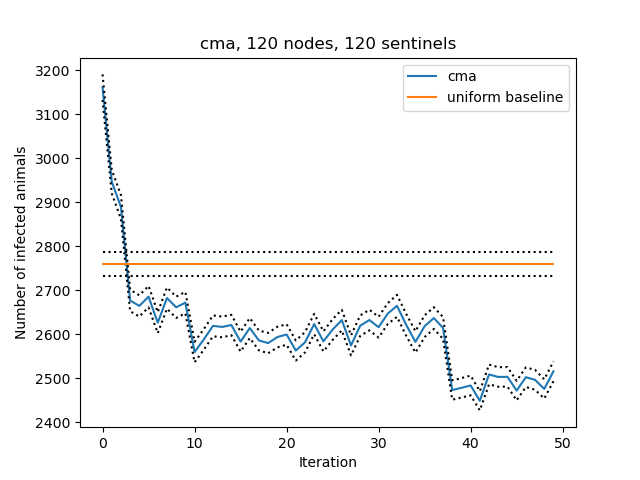 cma, 120 nodes, 120 sentinels
cma
uniform baseline
Number of infected animals
3200
3100
3000
2900
2800
2700
2600
2500
2400
0 10 20 30 40 50
Iteration